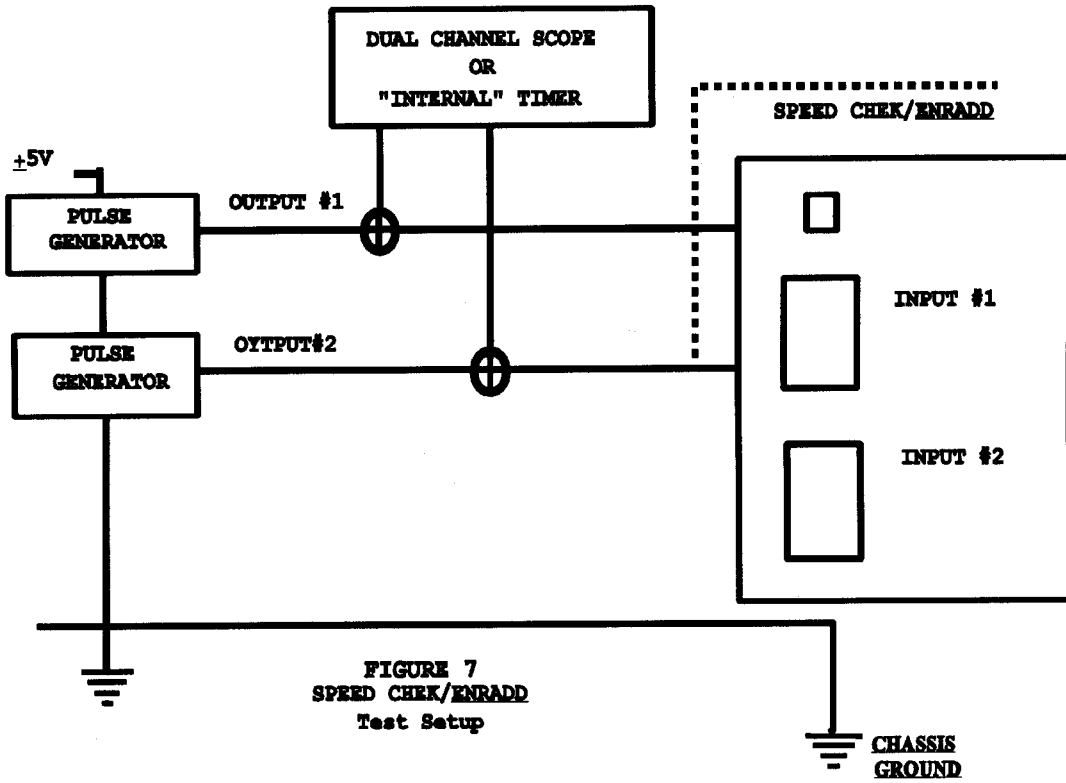 DUAL CHANNEL SCOPE
OR
"INTERNAL" TIMER
SPEED CHEK/ENRADD
±5V
PULSE
GENERATOR
OUTPUT #1
INPUT #1
PULSE
GENERATOR
OYTPUT#2
INPUT #2
FIGURE 7
SPEED CHEK/ENRADD
Test Setup
CHASSIS
GROUND